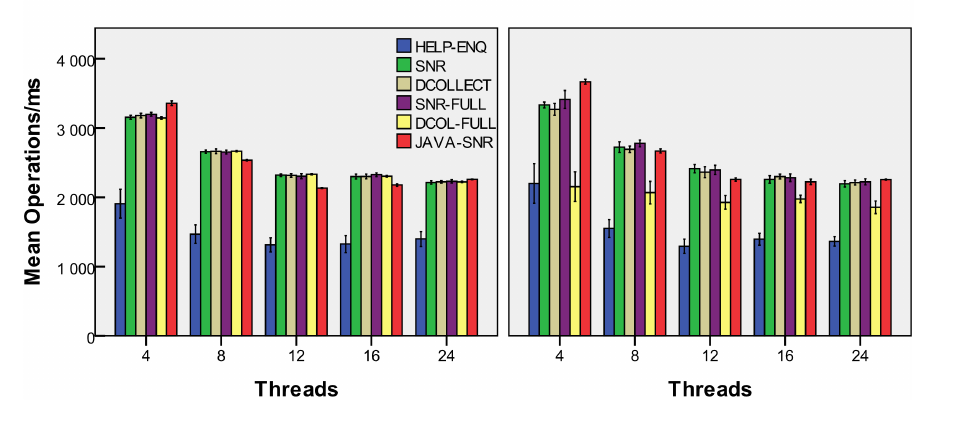 Mean Operations/ms
4 000
3 000
2 000
1 000
0
HELP-ENQ
SNR
DCOLLECT
SNR-FULL
DCOL-FULL
JAVA-SNR
4 8 12 16 24
4 8 12 16 24
Threads
Threads